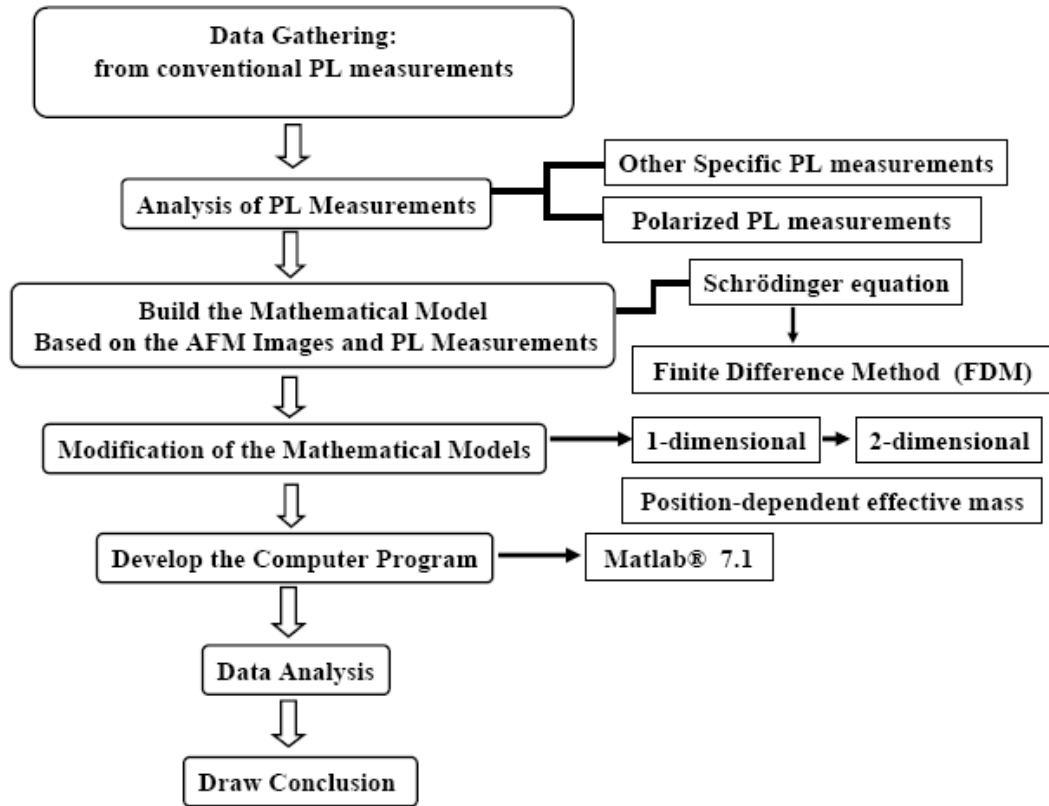 Data Gathering:
from conventional PL measurements
Other Specific PL measurements
Analysis of PL Measurements
Polarized PL measurements
Schrödinger equation
Build the Mathematical Model
Based on the AFM Images and PL Measurements
Finite Difference Method (FDM)
Modification of the Mathematical Models
1-dimensional
2-dimensional
Position-dependent effective mass
Develop the Computer Program
Matlab® 7.1
Data Analysis
Draw Conclusion